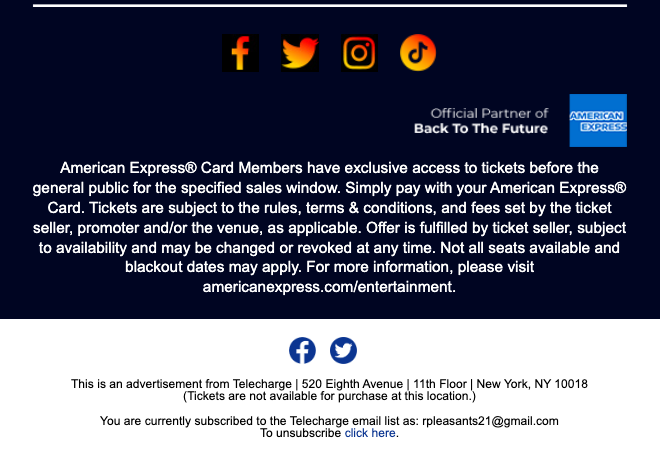 Official Partner of
Back To The Future
AMERICAN
EXPRESS
American Express® Card Members have exclusive access to tickets before the
general public for the specified sales window. Simply pay with your American Express®
Card. Tickets are subject to the rules, terms & conditions, and fees set by the ticket
seller, promoter and/or the venue, as applicable. Offer is fulfilled by ticket seller, subject
to availability and may be changed or revoked at any time. Not all seats available and
blackout dates may apply. For more information, please visit
americanexpress.com/entertainment.
This is an advertisement from Telecharge | 520 Eighth Avenue | 11th Floor | New York, NY 10018
(Tickets are not available for purchase at this location.)
You are currently subscribed to the Telecharge email list as: rpleasants21@gmail.com
To unsubscribe click here.